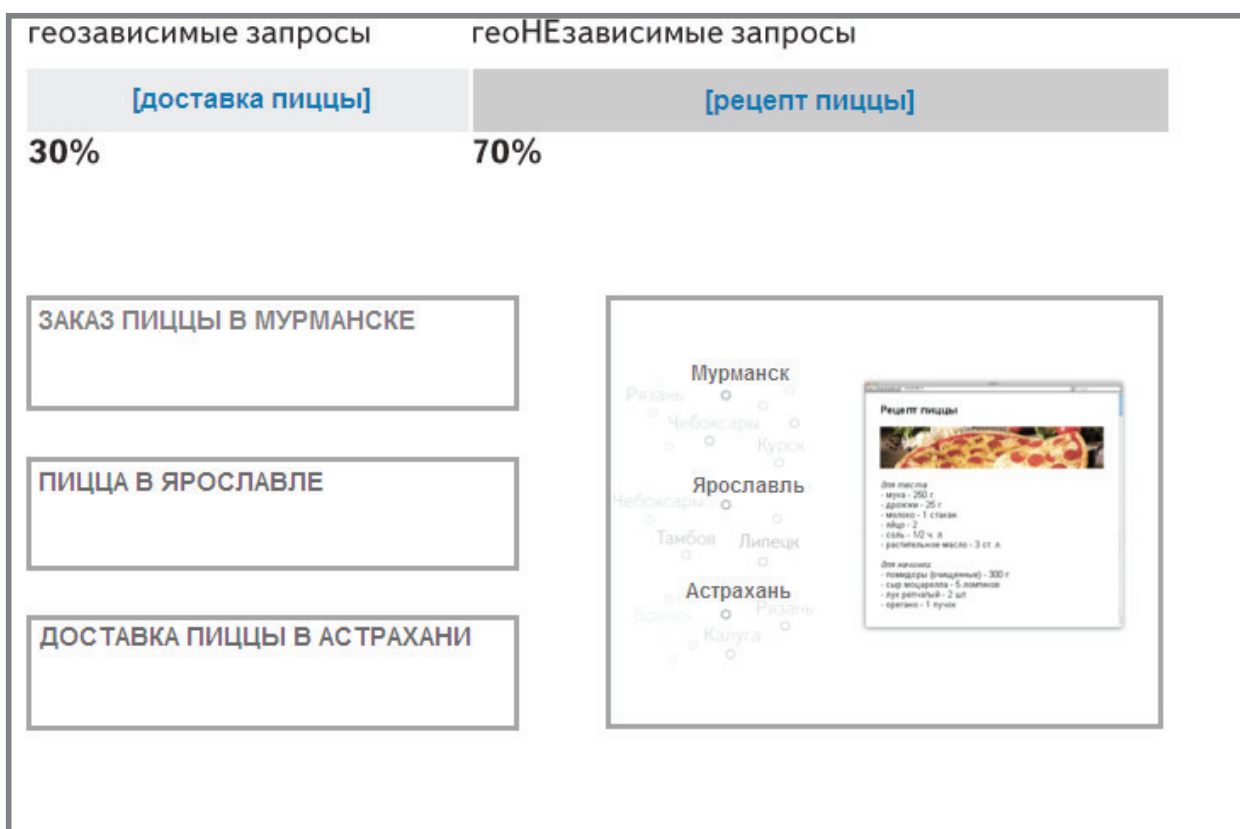 геозависимые запросы
геоНЕзависимые запросы
[доставка пиццы]
[рецепт пиццы]
30%
70%
ЗАКАЗ ПИЦЦЫ В МУРМАНСКЕ
ПИЦЦА В ЯРОСЛАВЛЕ
ДОСТАВКА ПИЦЦЫ В АСТРАХАНИ
Мурманск
Рязань
Чебоксары
Курск
Ярославль
Чебоксары
Тамбов
Липецк
Астрахань
Брянск
Рязань
Калуга
Рецепт пиццы
для теста
- мука - 250 г
- дрожжи - 25 г
- молоко - 1 стакан
- яйцо - 2
- соль - 1/2 ч. л
- растительное масло - 3 ст. л.
для начинки
- помидоры (очищенные) - 300 г
- сыр моцарелла - 5 ломтиков
- лук репчатый - 2 шт
- орегано - 1 пучок